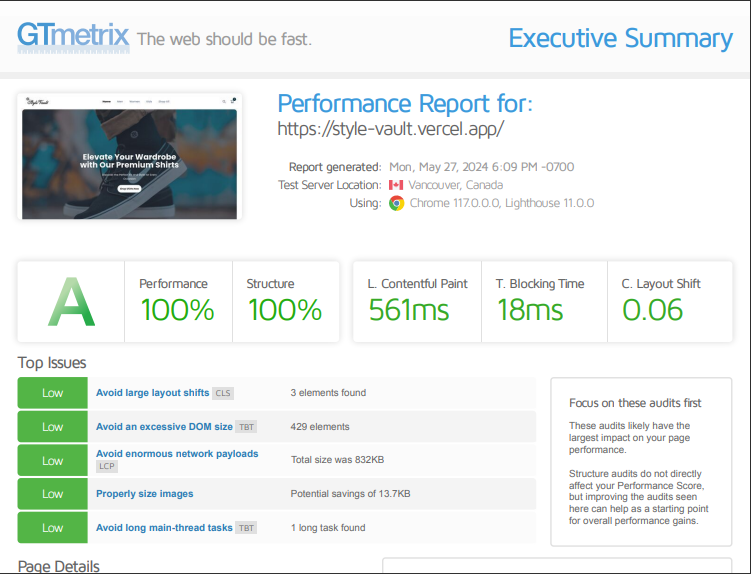 GTmetrix The web should be fast.
Executive Summary
StyleVault
Elevate Your Wardrobe
with Our Premium Shirts
Performance Report for:
https://style-vault.vercel.app/
Report generated: Mon, May 27, 2024 6:09 PM -0700
Test Server Location: Vancouver, Canada
Using: Chrome 117.0.0.0, Lighthouse 11.0.0
A
Performance
100%
Structure
100%
L. Contentful Paint
561ms
T. Blocking Time
18ms
C. Layout Shift
0.06
Top Issues
Low Avoid large layout shifts CLS 3 elements found
Low Avoid an excessive DOM size TBT 429 elements
Low Avoid enormous network payloads LCP Total size was 832KB
Low Properly size images Potential savings of 13.7KB
Low Avoid long main-thread tasks TBT 1 long task found
Focus on these audits first
These audits likely have the
largest impact on your page
performance.
Structure audits do not directly
affect your Performance Score,
but improving the audits seen
here can help as a starting point
for overall performance gains.
Page Details